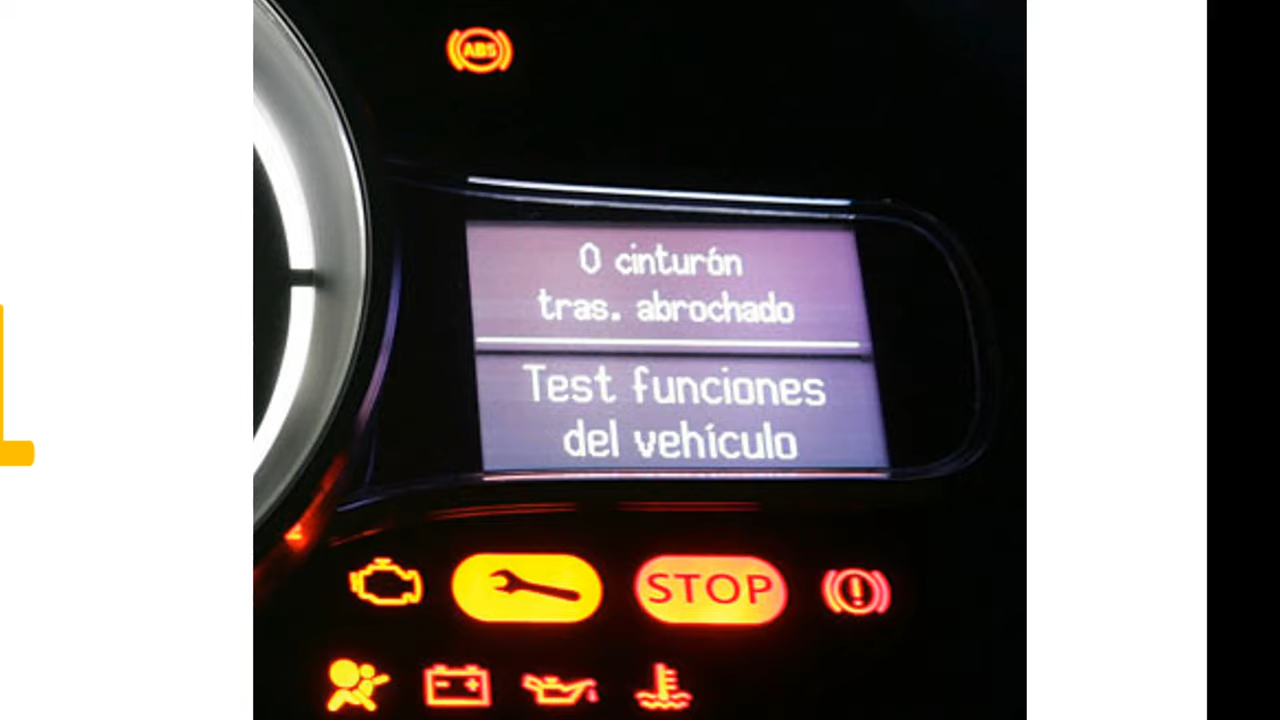 ABS
0 cinturón
tras. abrochado
Test funciones
del vehículo
STOP